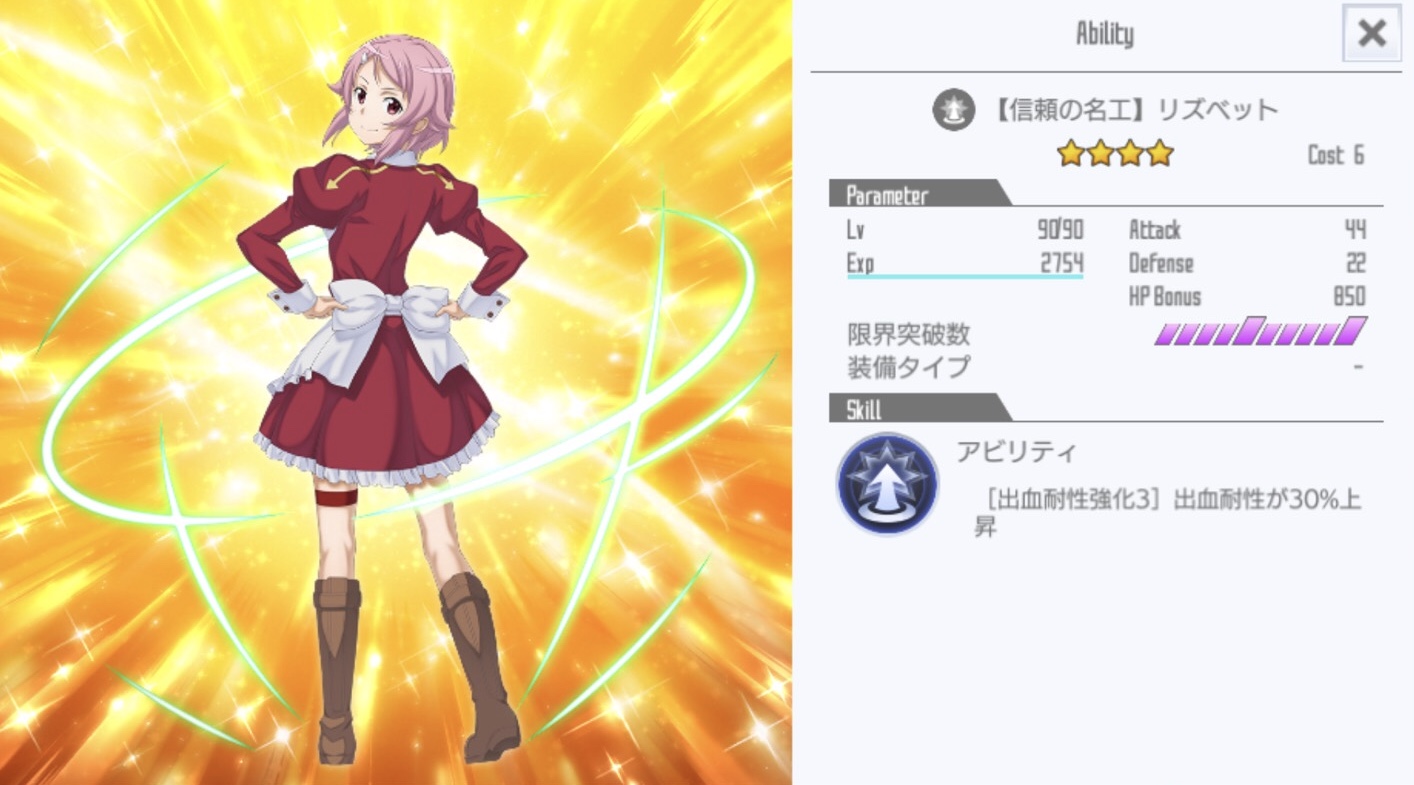 Ability
【信頼の名工】リズベット
Cost 6
Parameter
Lv 90/90 Attack 44
Exp 2754 Defense 22
HP Bonus 850
限界突破数
装備タイプ -
Skill
アビリティ
［出血耐性強化3］出血耐性が30%上
昇